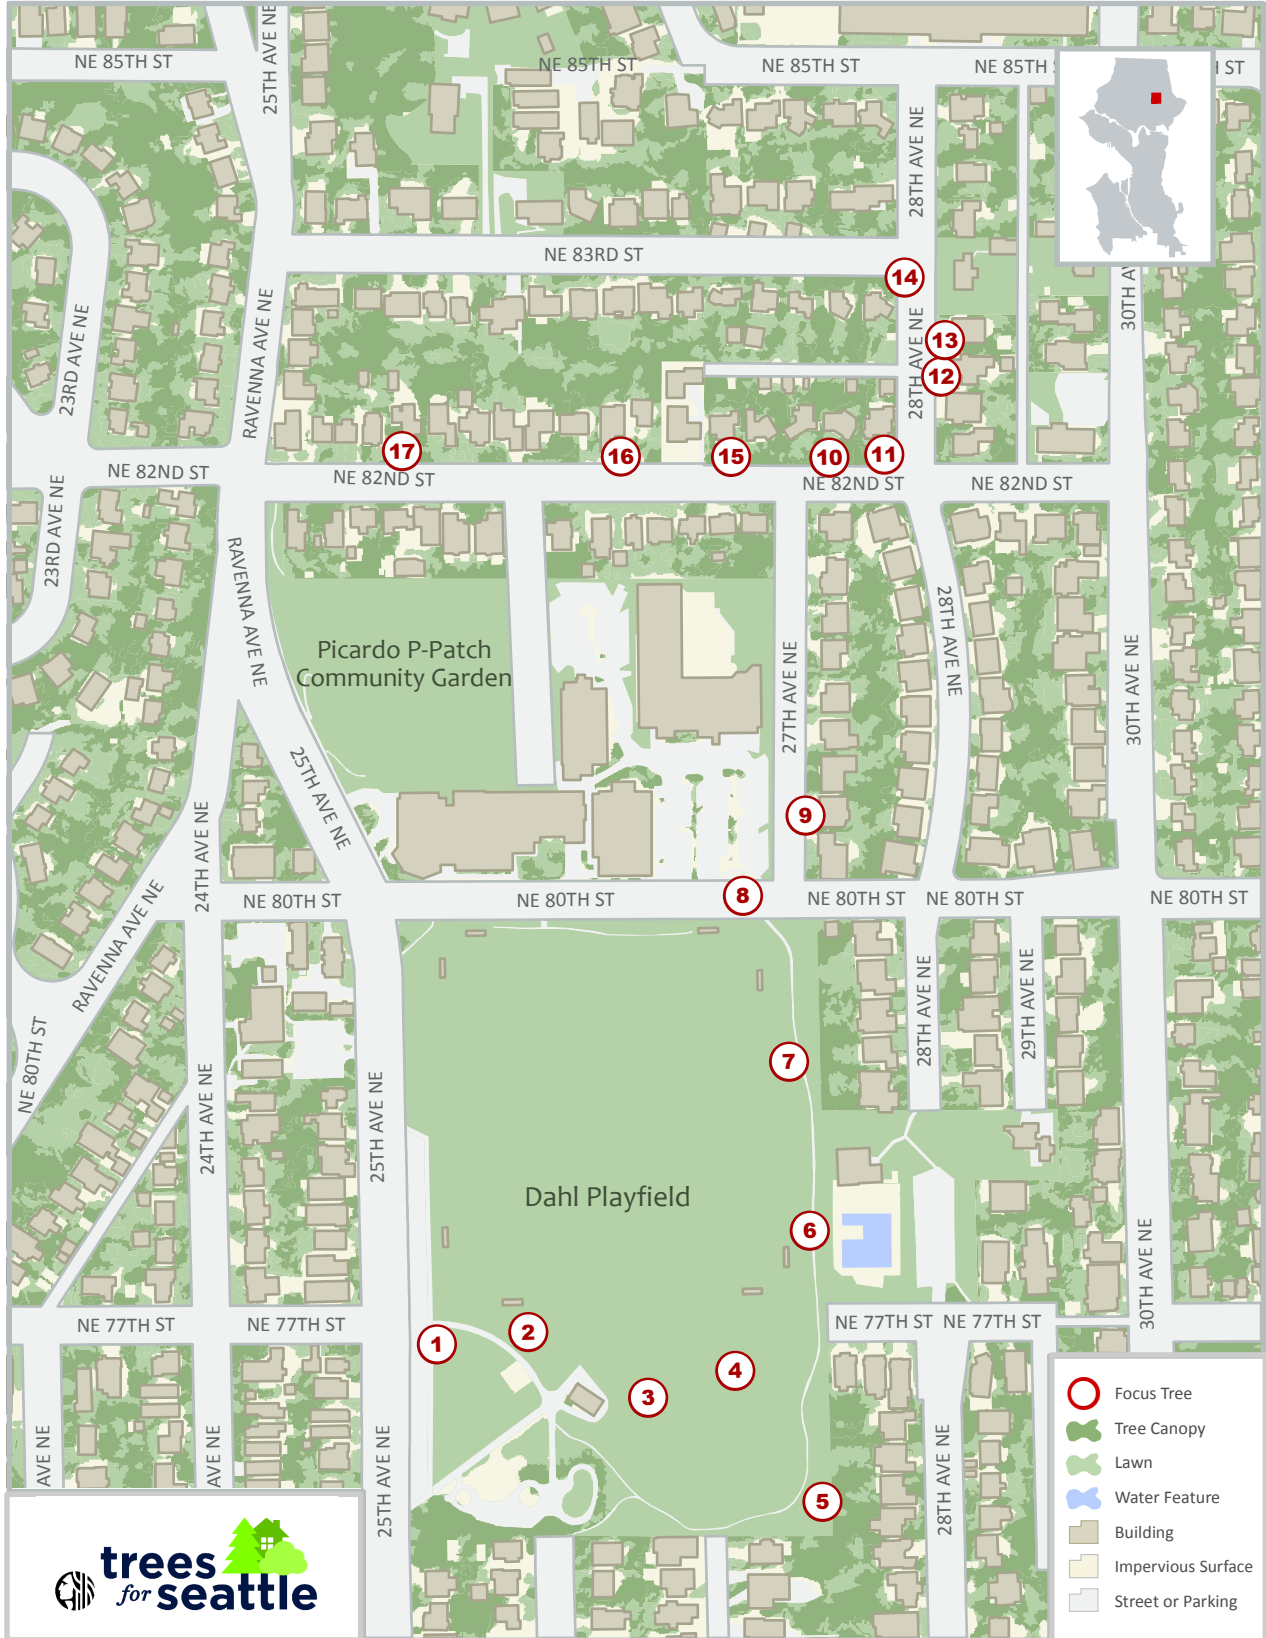 NE 85TH ST
25TH AVE NE
NE 85TH ST
NE 85TH ST
NE 85TH ST
28TH AVE NE
NE 83RD ST
14
30TH AVE
23RD AVE NE
RAVENNA AVE NE
28TH AVE NE
13
12
17
16
15
10
11
NE 82ND ST
NE 82ND ST
NE 82ND ST
NE 82ND ST
23RD AVE NE
RAVENNA AVE NE
28TH AVE NE
Picardo P-Patch
Community Garden
27TH AVE NE
30TH AVE NE
25TH AVE NE
9
24TH AVE NE
8
NE 80TH ST
NE 80TH ST
NE 80TH ST
NE 80TH ST
NE 80TH ST
RAVENNA AVE NE
28TH AVE NE
29TH AVE NE
NE 80TH ST
7
24TH AVE NE
25TH AVE NE
Dahl Playfield
6
30TH AVE NE
NE 77TH ST
NE 77TH ST
NE 77TH ST
NE 77TH ST
1
2
3
4
5
AVE NE
AVE NE
25TH AVE NE
28TH AVE NE
Focus Tree
Tree Canopy
Lawn
Water Feature
Building
Impervious Surface
Street or Parking
trees
for seattle